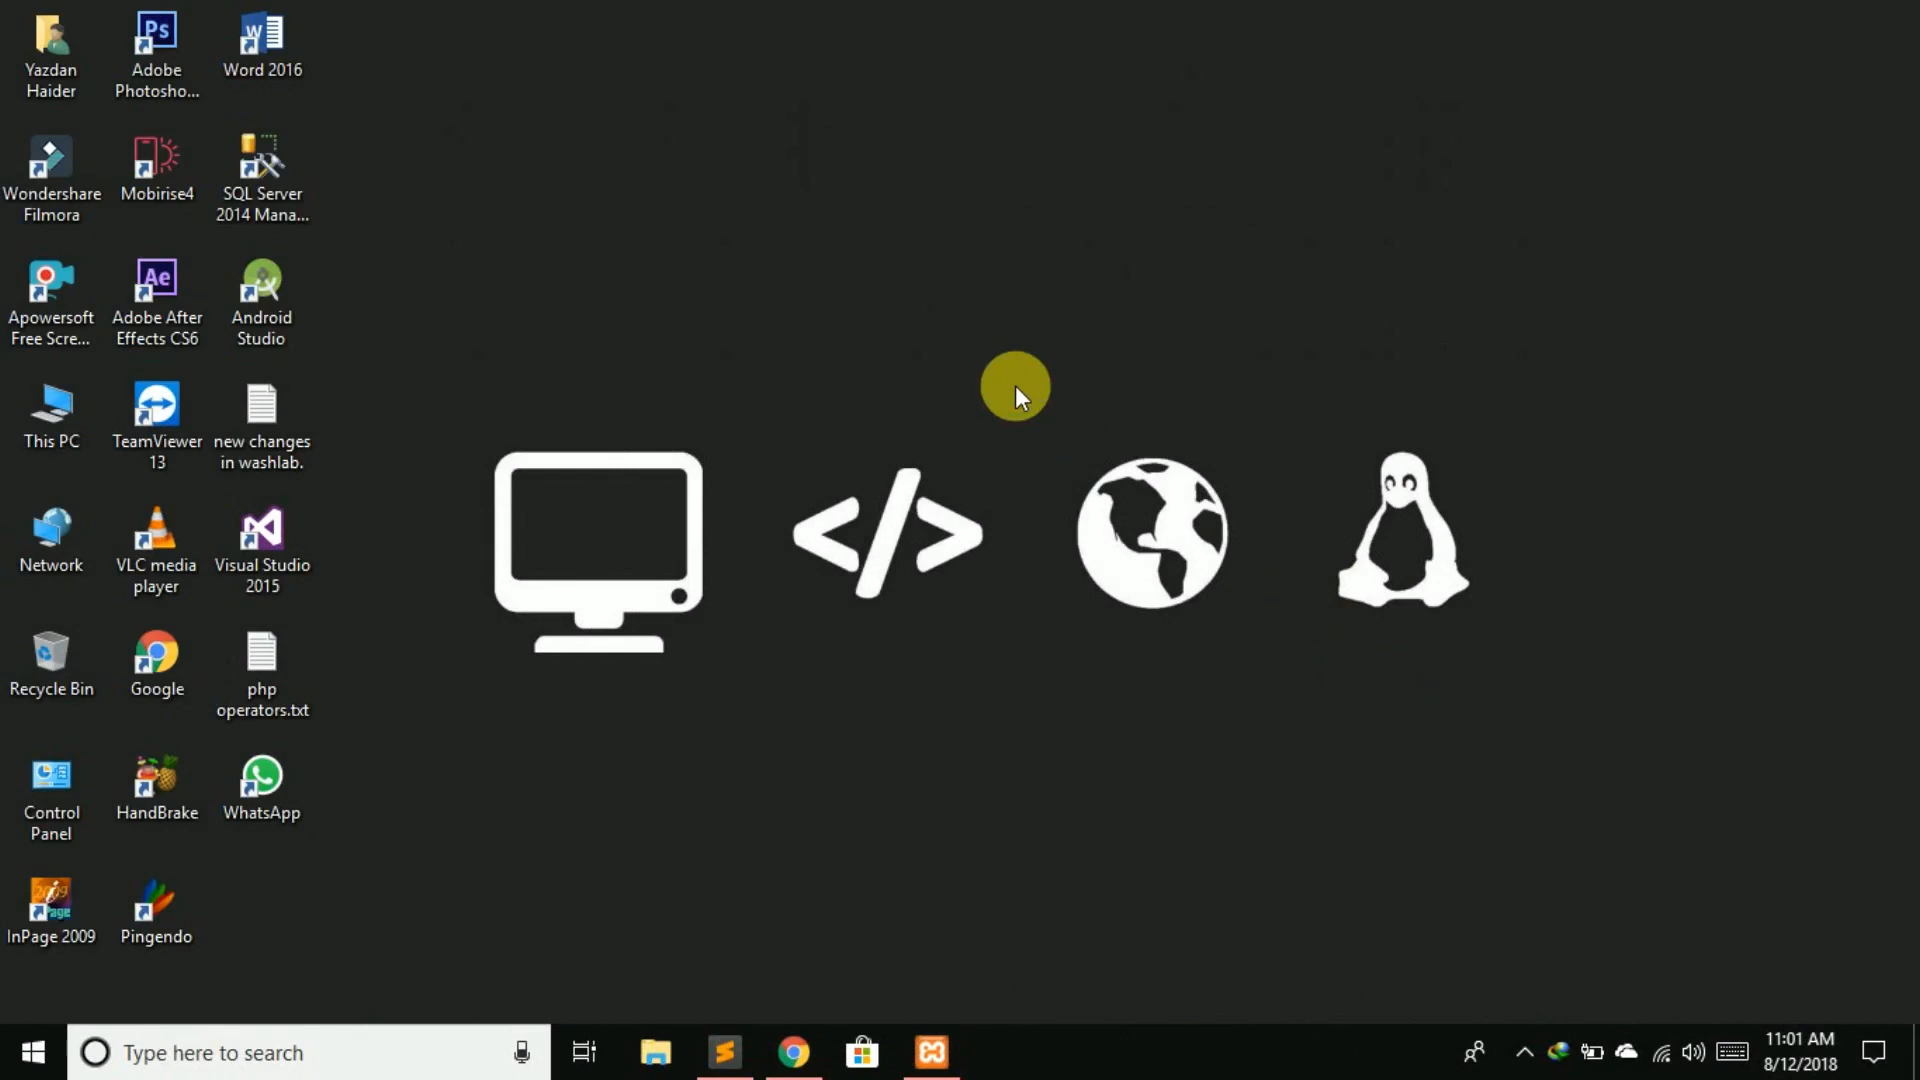 Yazdan
Haider
Ps
Adobe
Photosho...
Word 2016
Wondershare
Filmora
Mobirise4
SQL Server
2014 Mana...
Apowersoft
Free Scre...
Ae
Adobe After
Effects CS6
Android
Studio
This PC
TeamViewer
13
new changes
in washlab.
Network
VLC media
player
Visual Studio
2015
Recycle Bin
Google
php
operators.txt
Control
Panel
HandBrake
WhatsApp
InPage 2009
Pingendo
</>
Type here to search
11:01 AM
8/12/2018